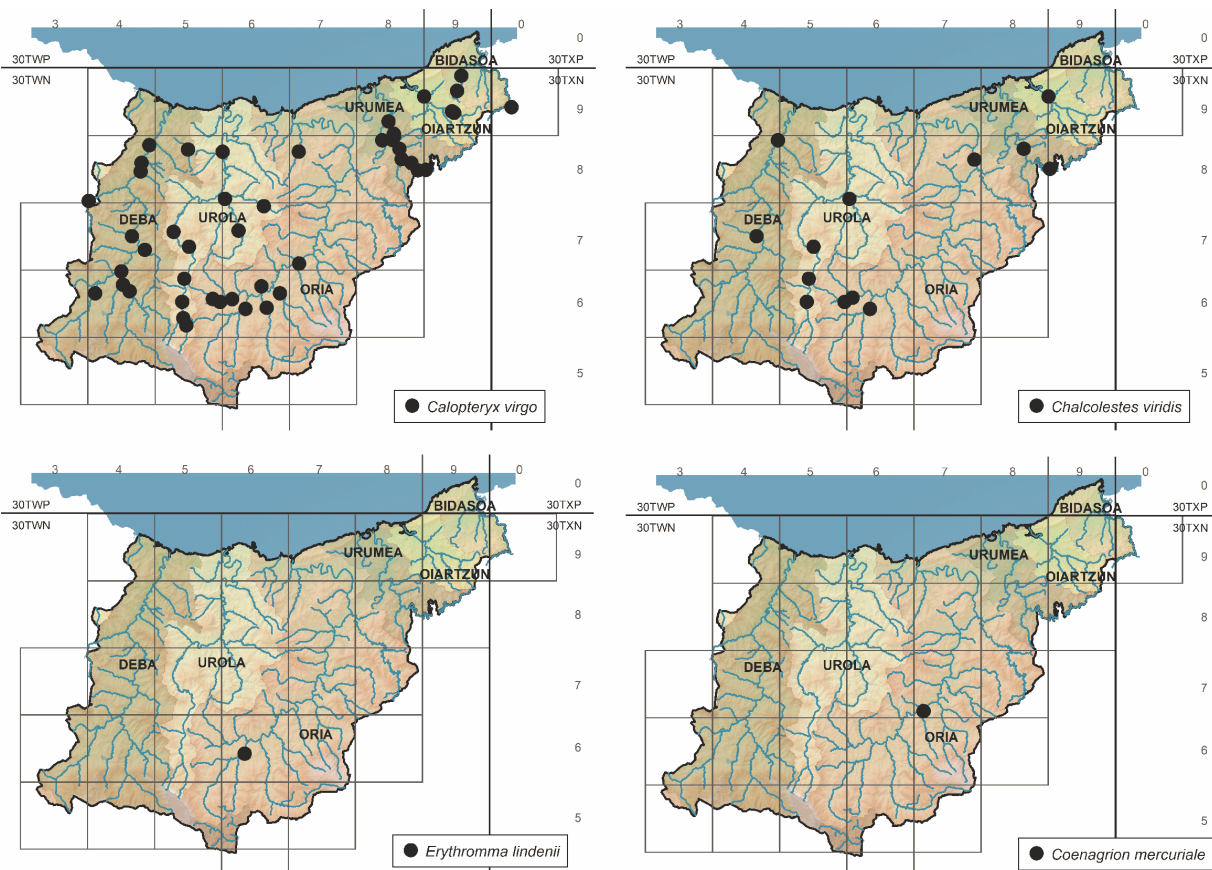 3 4 5 6 7 8 9 0
0
BIDASOA
30TWP 30TXP
30TWN 30TXN
URUMEA
9
OIARTZUN
8
DEBA UROLA
7
ORIA
6
5
Calopteryx virgo
3 4 5 6 7 8 9 0
0
BIDASOA
30TWP 30TXP
30TWN 30TXN
URUMEA
9
OIARTZUN
8
DEBA UROLA
7
ORIA
6
5
Chalcolestes viridis
3 4 5 6 7 8 9 0
0
BIDASOA
30TWP 30TXP
30TWN 30TXN
URUMEA
9
OIARTZUN
8
DEBA UROLA
7
ORIA
6
5
Erythromma lindenii
3 4 5 6 7 8 9 0
0
BIDASOA
30TWP 30TXP
30TWN 30TXN
URUMEA
9
OIARTZUN
8
DEBA UROLA
7
ORIA
6
5
Coenagrion mercuriale